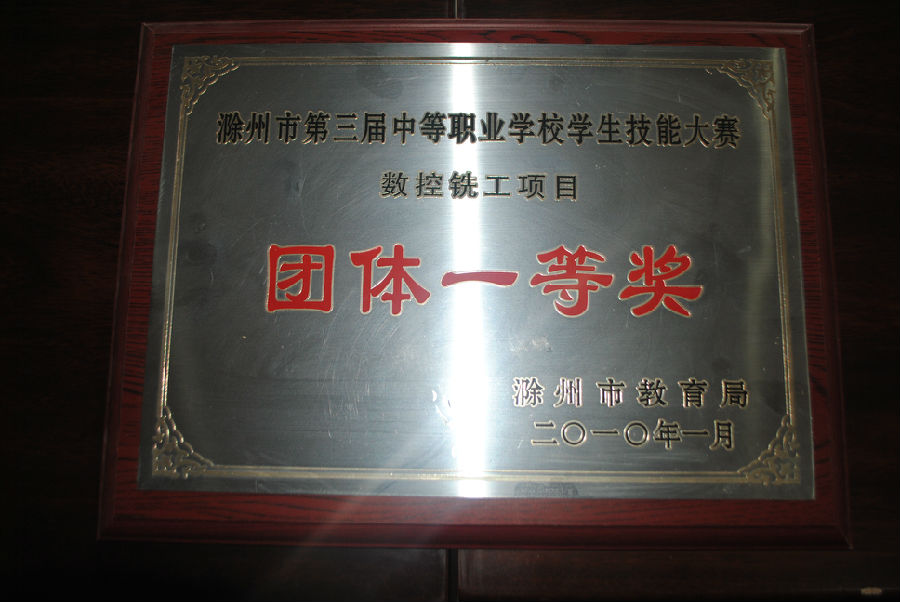 滁州市第三届中等职业学校学生技能大赛
数控铣工项目
团体一等奖
滁州市教育局
二〇一〇年一月